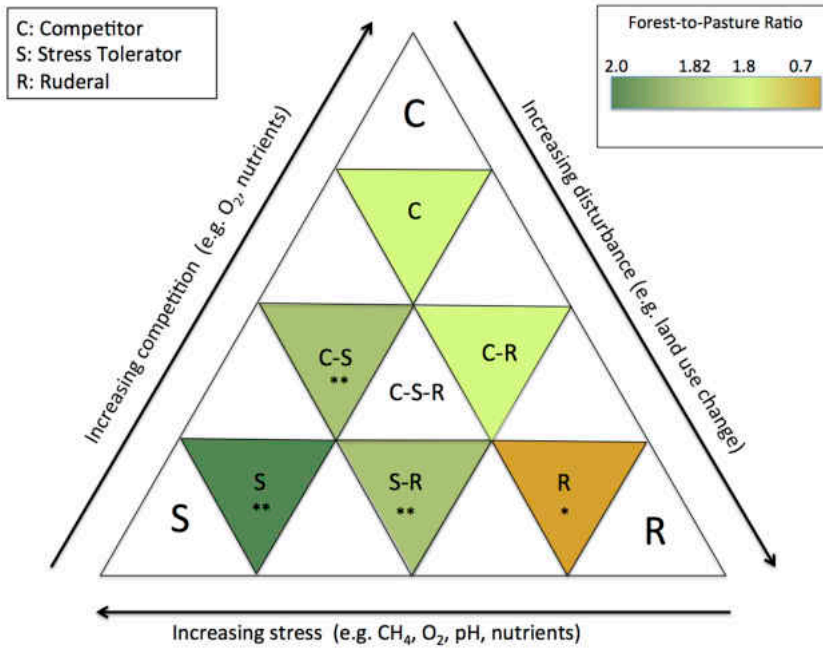 C: Competitor
S: Stress Tolerator
R: Ruderal
Forest-to-Pasture Ratio
2.0 1.82 1.8 0.7
Increasing competition (e.g. O₂, nutrients)
Increasing disturbance (e.g. land use change)
C
C
C-S
**
C-R
C-S-R
S
S
**
S-R
**
R
*
R
Increasing stress (e.g. CH₄, O₂, pH, nutrients)